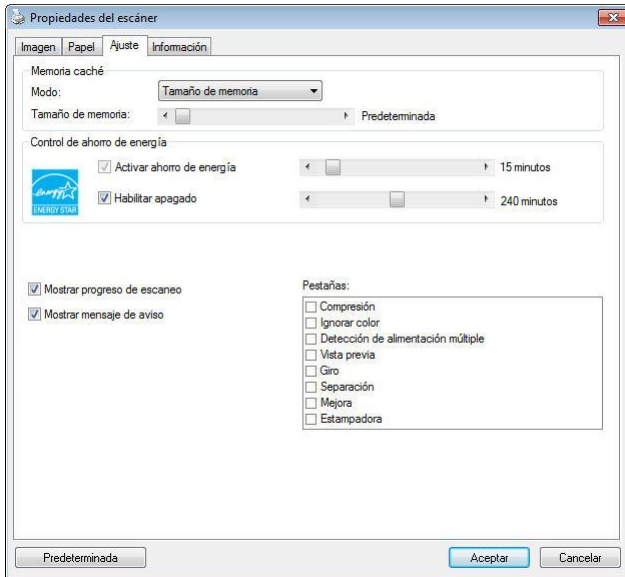 Propiedades del escáner
Imagen Papel Ajuste Información
Memoria caché
Modo: Tamaño de memoria
Tamaño de memoria: Predeterminada
Control de ahorro de energía
Activar ahorro de energía 15 minutos
energy
ENERGY STAR
Habilitar apagado 240 minutos
Mostrar progreso de escaneo
Mostrar mensaje de aviso
Pestañas:
Compresión
Ignorar color
Detección de alimentación múltiple
Vista previa
Giro
Separación
Mejora
Estampadora
Predeterminada Aceptar Cancelar